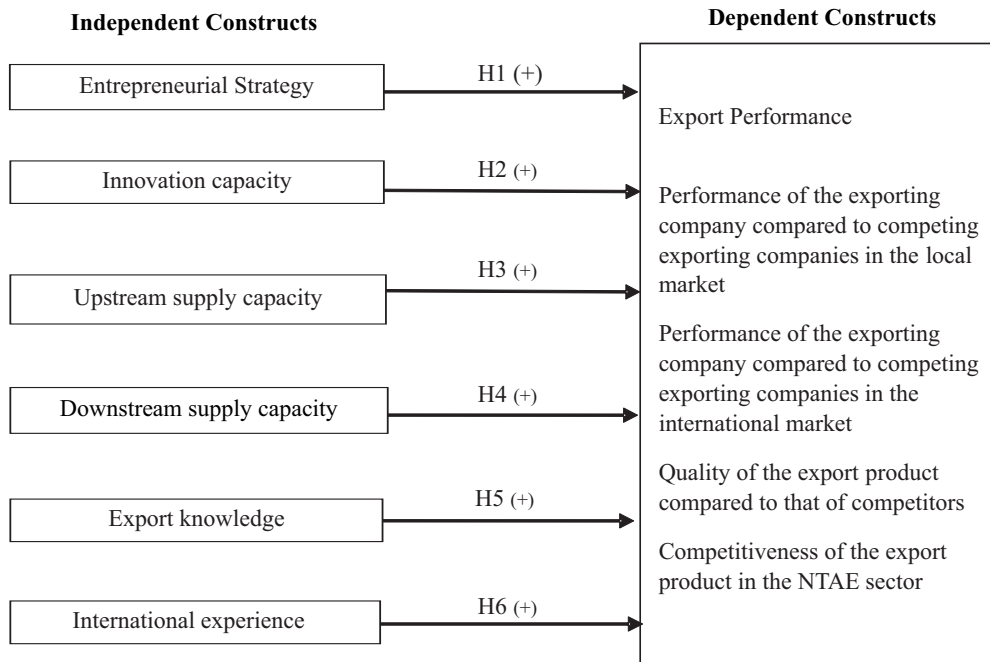 Independent Constructs
Dependent Constructs
Entrepreneurial Strategy
H1 (+)
Innovation capacity
H2 (+)
Upstream supply capacity
H3 (+)
Downstream supply capacity
H4 (+)
Export knowledge
H5 (+)
International experience
H6 (+)
Export Performance
Performance of the exporting
company compared to competing
exporting companies in the local
market
Performance of the exporting
company compared to competing
exporting companies in the
international market
Quality of the export product
compared to that of competitors
Competitiveness of the export
product in the NTAE sector